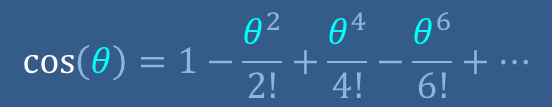 cos(θ) = 1 − θ²/2! + θ⁴/4! − θ⁶/6! + ⋯